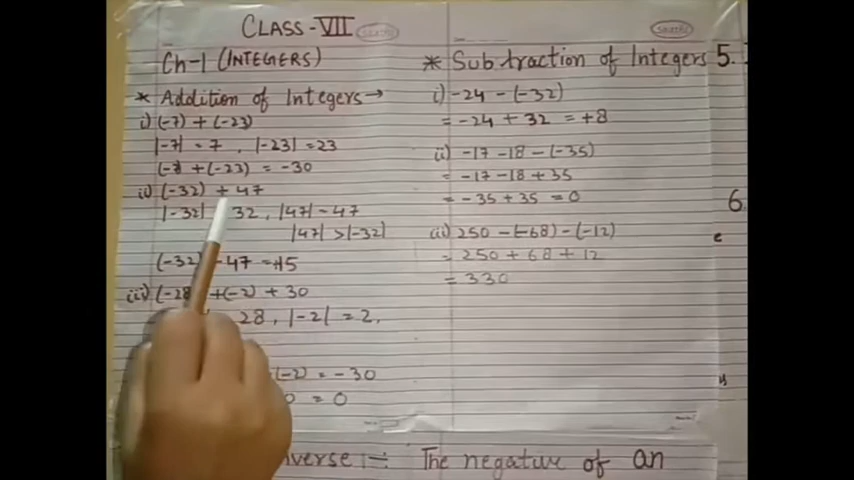 CLASS - VII
Ch-1 (INTEGERS)
* Addition of Integers →
i) (-7) + (-23)
|-7| = 7, |-23| = 23
(-7) + (-23) = -30
ii) (-32) + 47
|-32| 32, |47| = 47
|47| > |-32|
(-32) 47 = +15
iii) (-28) + (-2) + 30
28, |-2| = 2,
(-2) = -30
= 0
* Subtraction of Integers
i) -24 - (-32)
= -24 + 32 = +8
ii) -17 -18 - (-35)
= -17 -18 + 35
= -35 + 35 = 0
iii) 250 - (-68) - (-12)
= 250 + 68 + 12
= 330
5.
6.
The negative of an